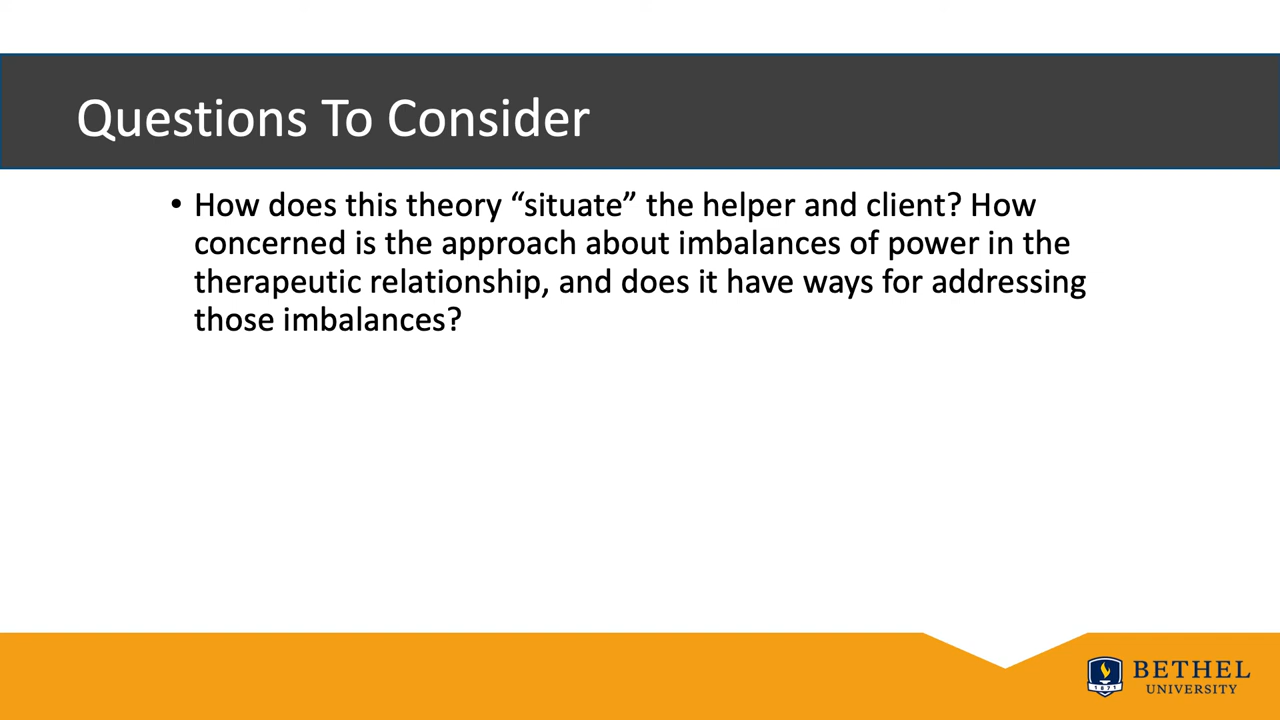 Questions To Consider
• How does this theory “situate” the helper and client? How
concerned is the approach about imbalances of power in the
therapeutic relationship, and does it have ways for addressing
those imbalances?
BETHEL
UNIVERSITY
1871